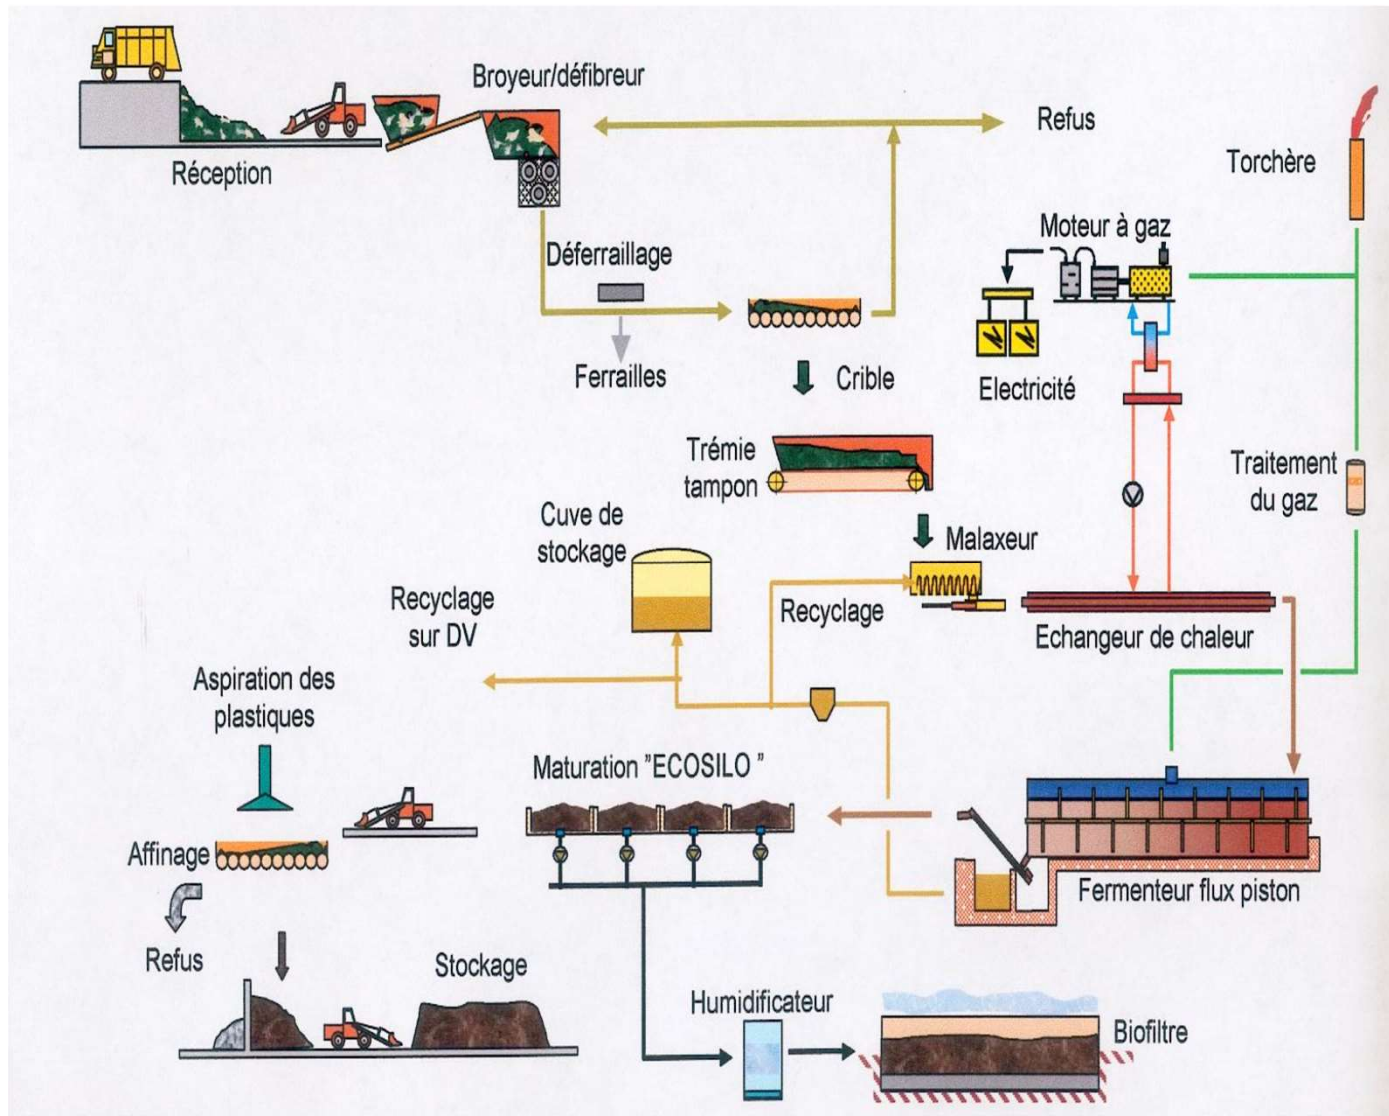 Broyeur/défibreur
Réception
Refus
Torchère
Déferraillage
Moteur à gaz
Ferrailles
Crible
Electricité
Trémie
tampon
Traitement
du gaz
Cuve de
stockage
Malaxeur
Recyclage
sur DV
Recyclage
Echangeur de chaleur
Aspiration des
plastiques
Maturation "ECOSILO "
Affinage
Fermenteur flux piston
Refus
Stockage
Humidificateur
Biofiltre